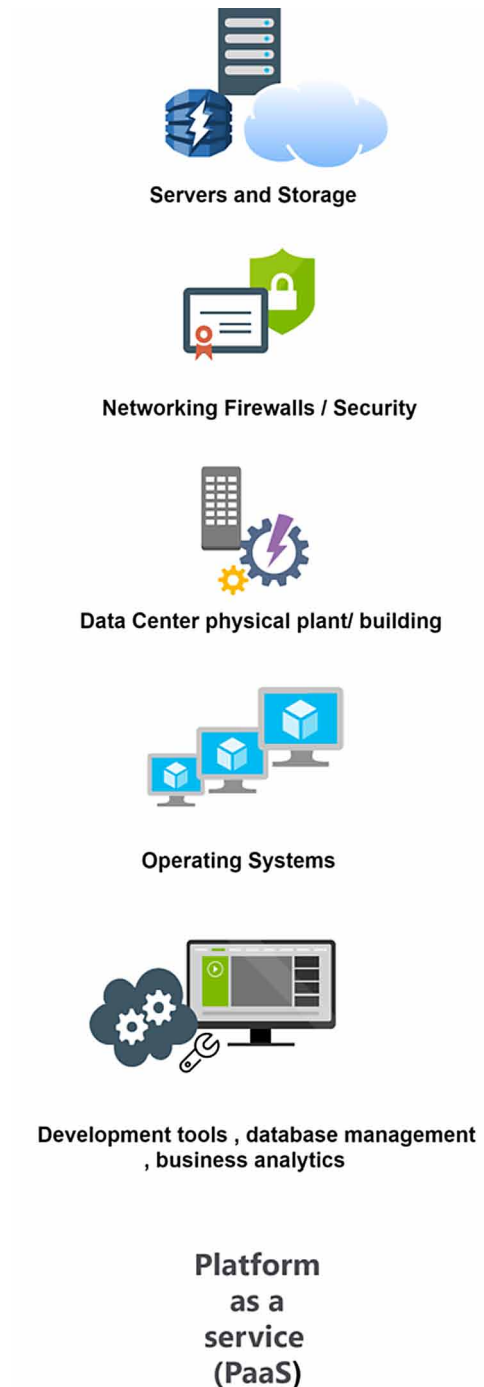 Servers and Storage
Networking Firewalls / Security
Data Center physical plant/ building
Operating Systems
Development tools , database management
, business analytics
Platform
as a
service
(PaaS)